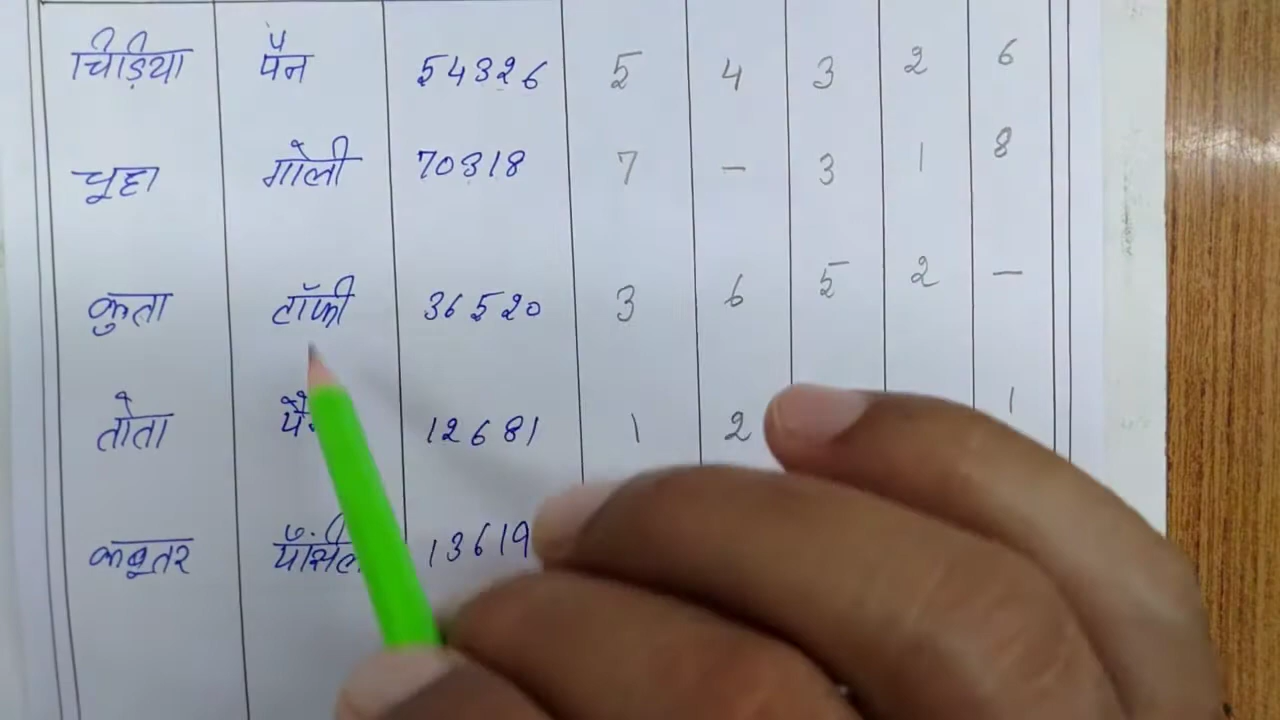 चिड़िया पैन 54326 5 4 3 2 6
चूहा गोली 70318 7 – 3 1 8
कुता टॉफी 36520 3 6 5 2 –
तोता 12681 1 2 1
कबूतर 13619